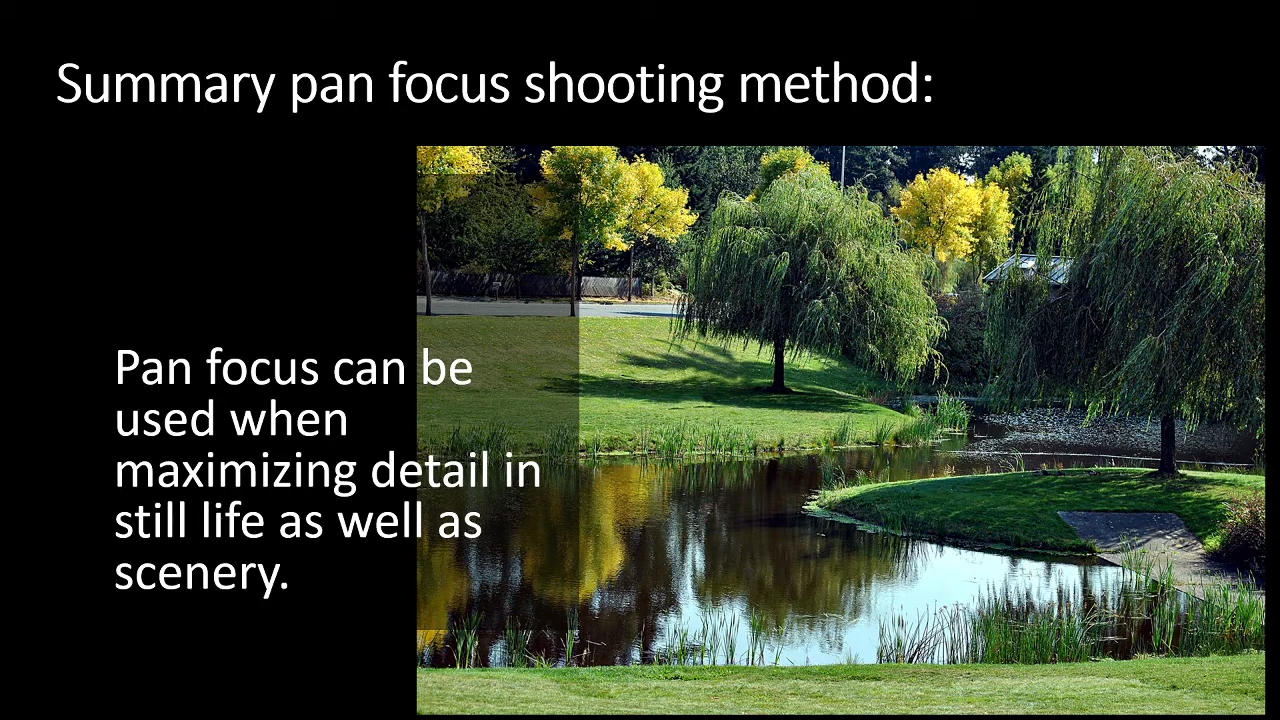 Summary pan focus shooting method:
Pan focus can be
used when
maximizing detail in
still life as well as
scenery.